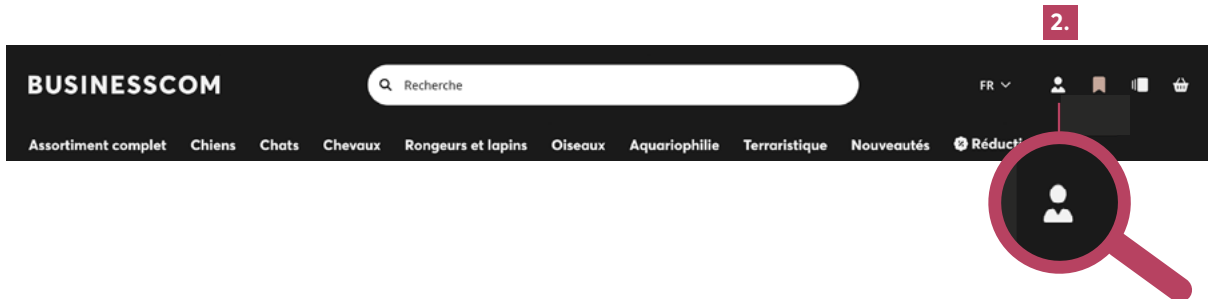 2.
BUSINESSCOM Recherche FR
Assortiment complet Chiens Chats Chevaux Rongeurs et lapins Oiseaux Aquariophilie Terraristique Nouveautés